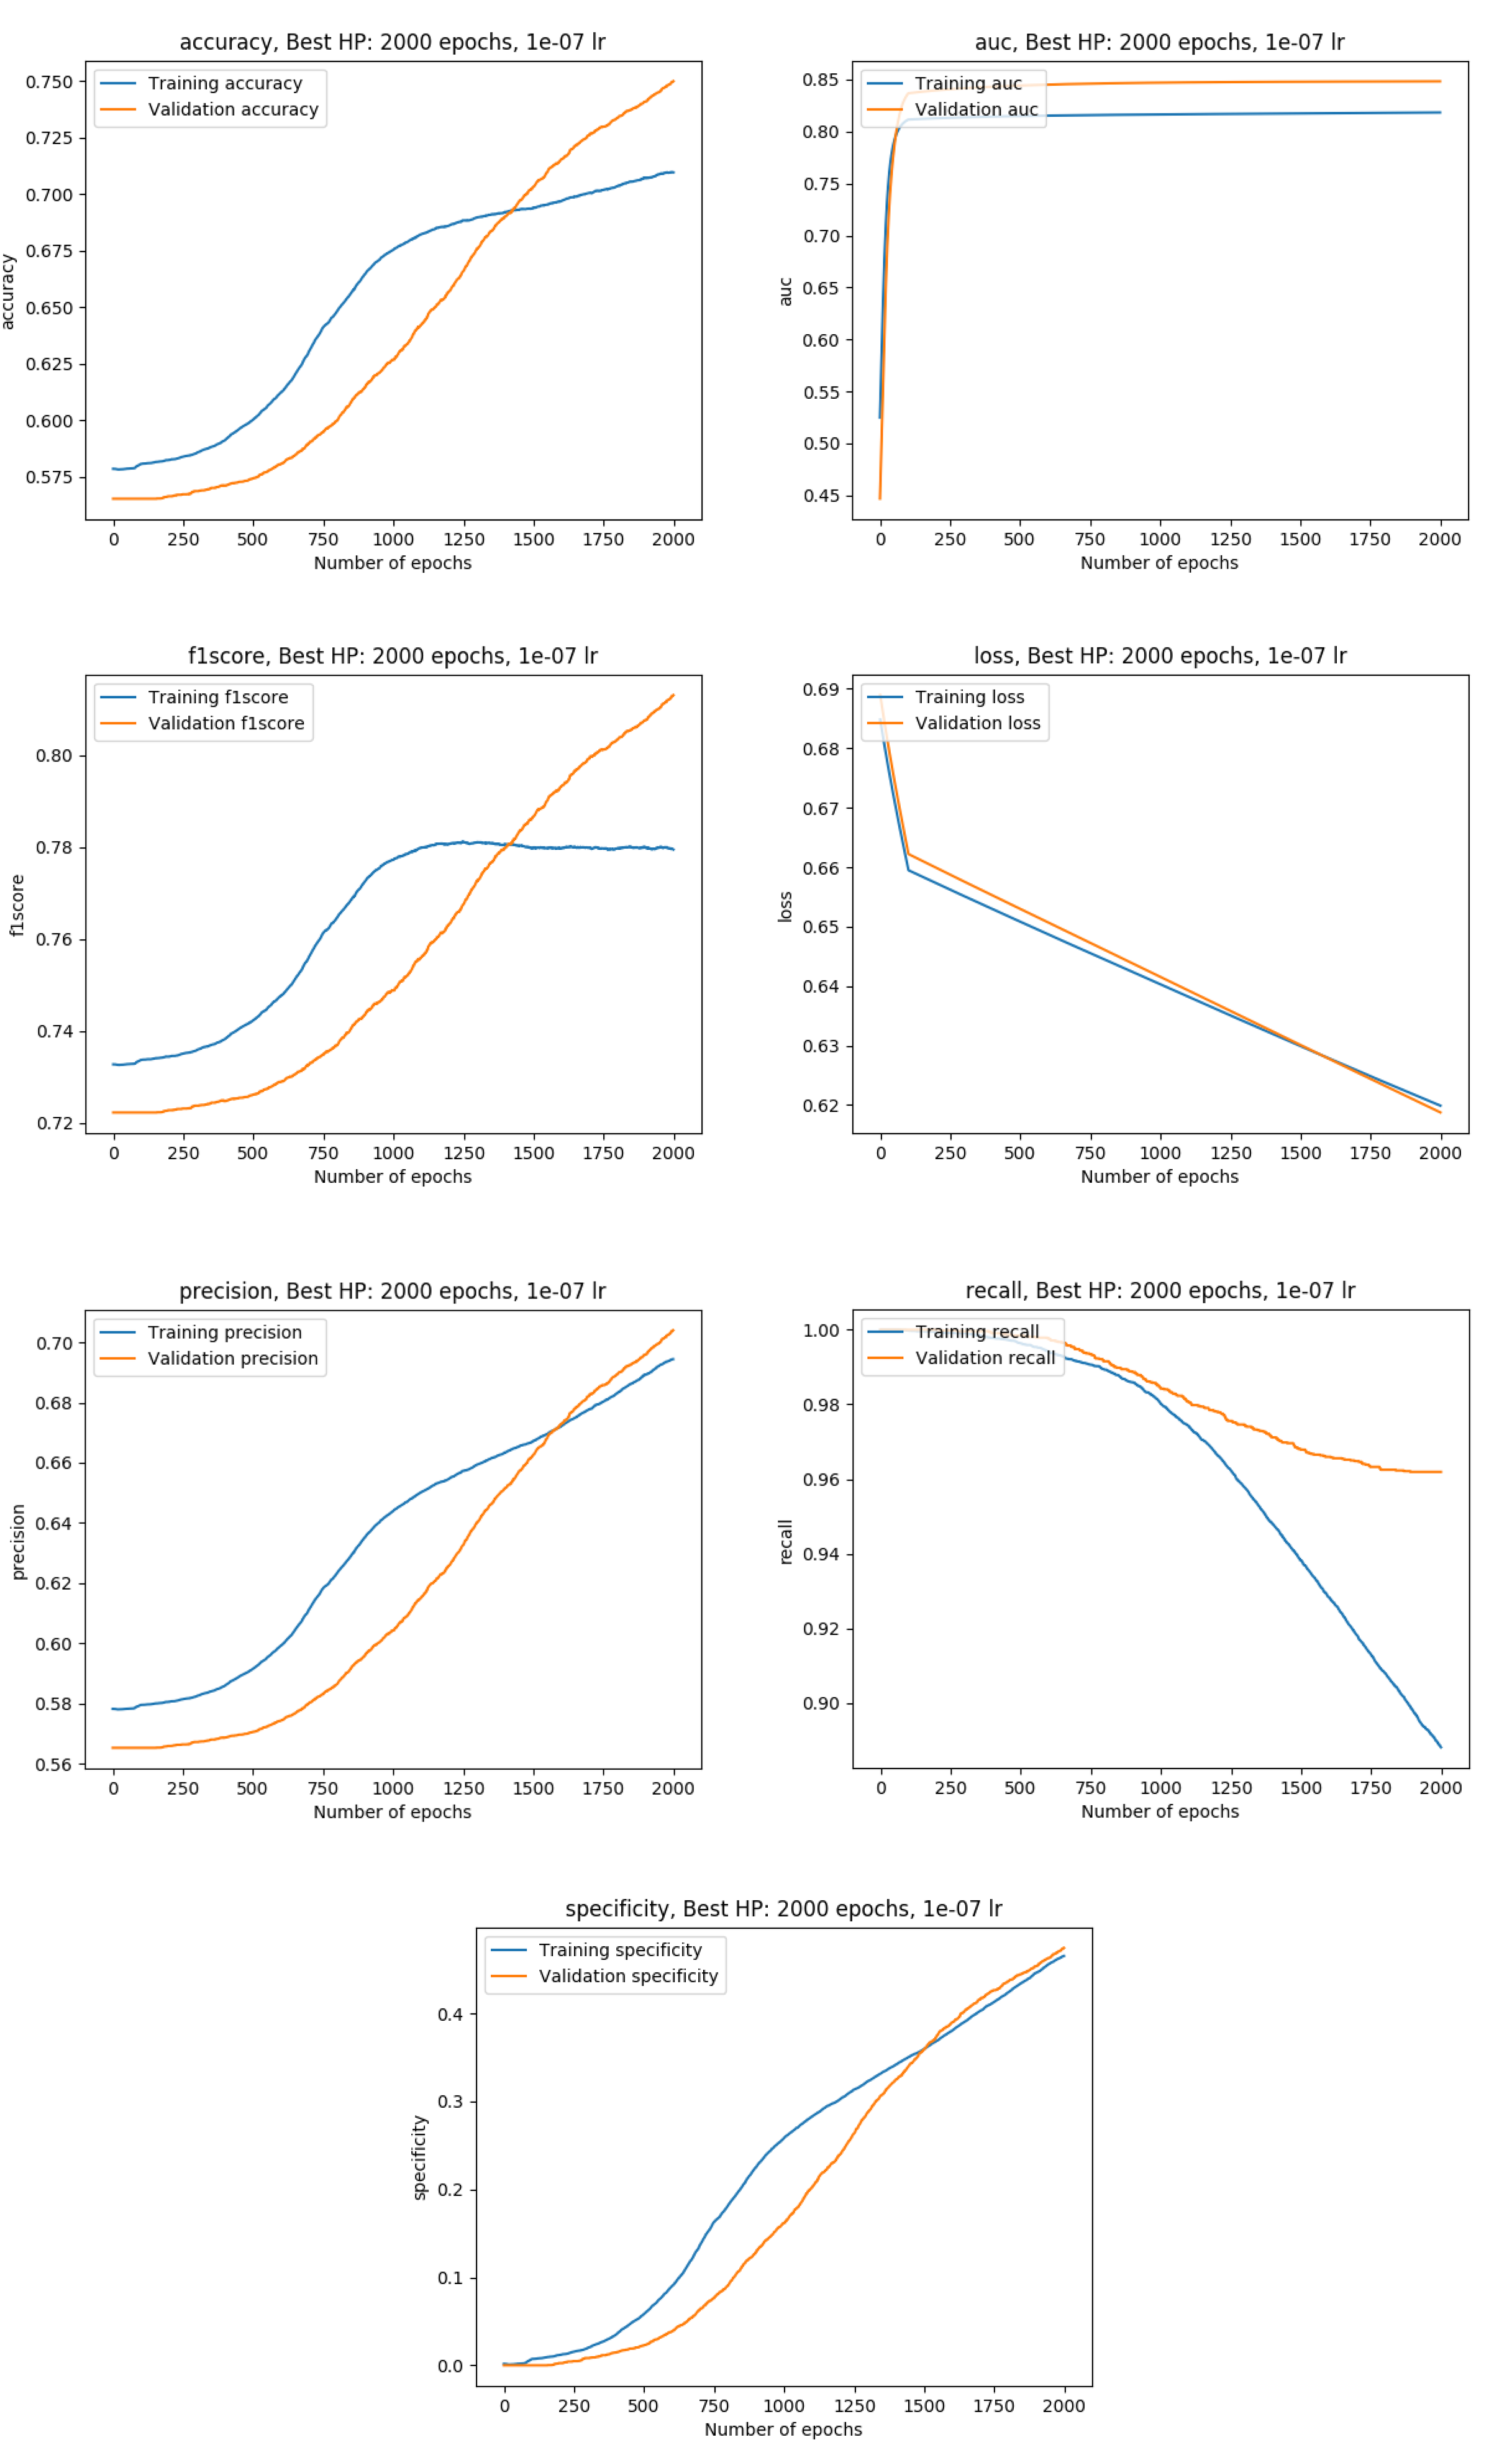 accuracy, Best HP: 2000 epochs, 1e-07 lr
Training accuracy
Validation accuracy
0.750
0.725
0.700
0.675
0.650
0.625
0.600
0.575
accuracy
0 250 500 750 1000 1250 1500 1750 2000
Number of epochs
auc, Best HP: 2000 epochs, 1e-07 lr
Training auc
Validation auc
0.85
0.80
0.75
0.70
0.65
0.60
0.55
0.50
0.45
auc
0 250 500 750 1000 1250 1500 1750 2000
Number of epochs
f1score, Best HP: 2000 epochs, 1e-07 lr
Training f1score
Validation f1score
0.80
0.78
0.76
0.74
0.72
f1score
0 250 500 750 1000 1250 1500 1750 2000
Number of epochs
loss, Best HP: 2000 epochs, 1e-07 lr
Training loss
Validation loss
0.69
0.68
0.67
0.66
0.65
0.64
0.63
0.62
loss
0 250 500 750 1000 1250 1500 1750 2000
Number of epochs
precision, Best HP: 2000 epochs, 1e-07 lr
Training precision
Validation precision
0.70
0.68
0.66
0.64
0.62
0.60
0.58
0.56
precision
0 250 500 750 1000 1250 1500 1750 2000
Number of epochs
recall, Best HP: 2000 epochs, 1e-07 lr
Training recall
Validation recall
1.00
0.98
0.96
0.94
0.92
0.90
recall
0 250 500 750 1000 1250 1500 1750 2000
Number of epochs
specificity, Best HP: 2000 epochs, 1e-07 lr
Training specificity
Validation specificity
0.4
0.3
0.2
0.1
0.0
specificity
0 250 500 750 1000 1250 1500 1750 2000
Number of epochs